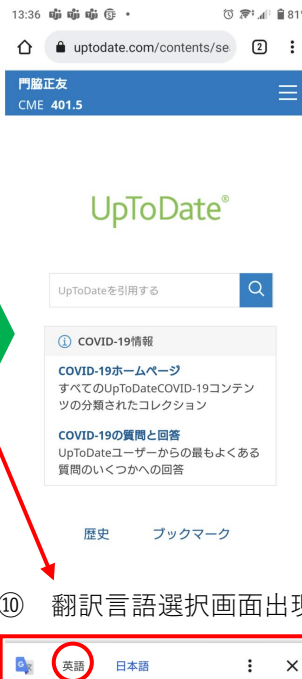 13:36
81%
uptodate.com/contents/se
2
門脇正友
CME 401.5
UpToDate®
UpToDateを引用する
COVID-19情報
COVID-19ホームページ
すべてのUpToDateCOVID-19コンテン
ツの分類されたコレクション
COVID-19の質問と回答
UpToDateユーザーからの最もよくある
質問のいくつかへの回答
歴史 ブックマーク
⑩ 翻訳言語選択画面出現
英語 日本語